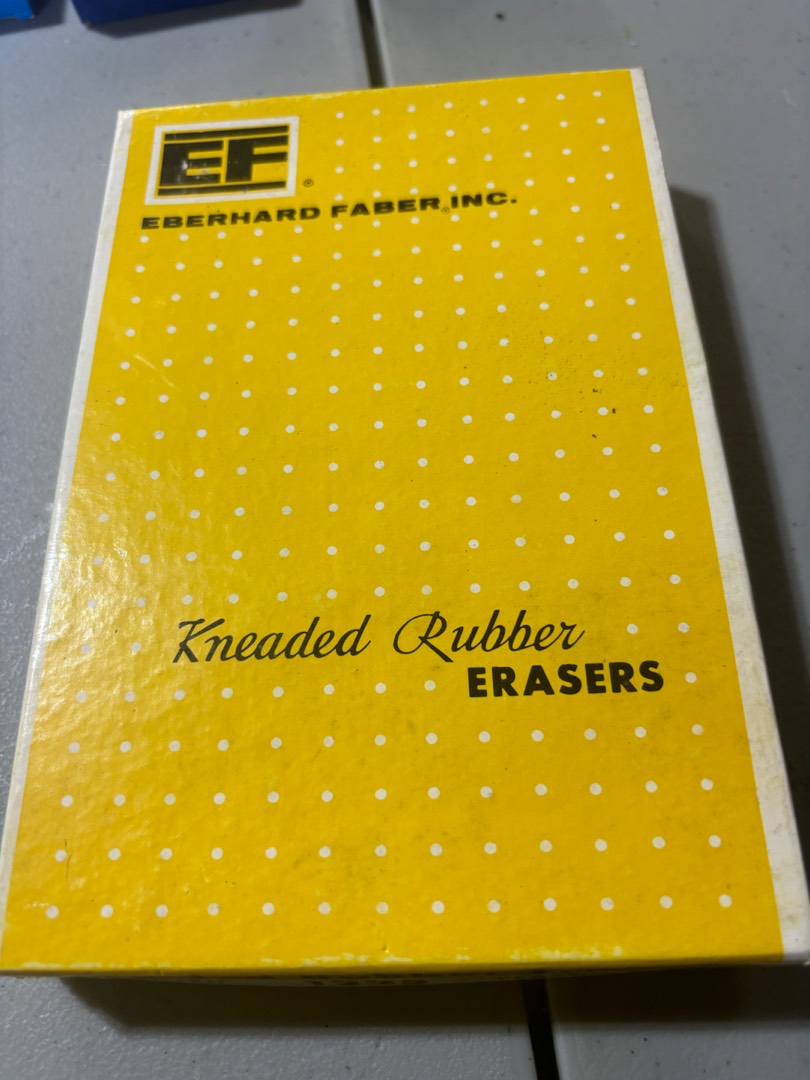 EF ®
EBERHARD FABER, INC.
Kneaded Rubber
ERASERS